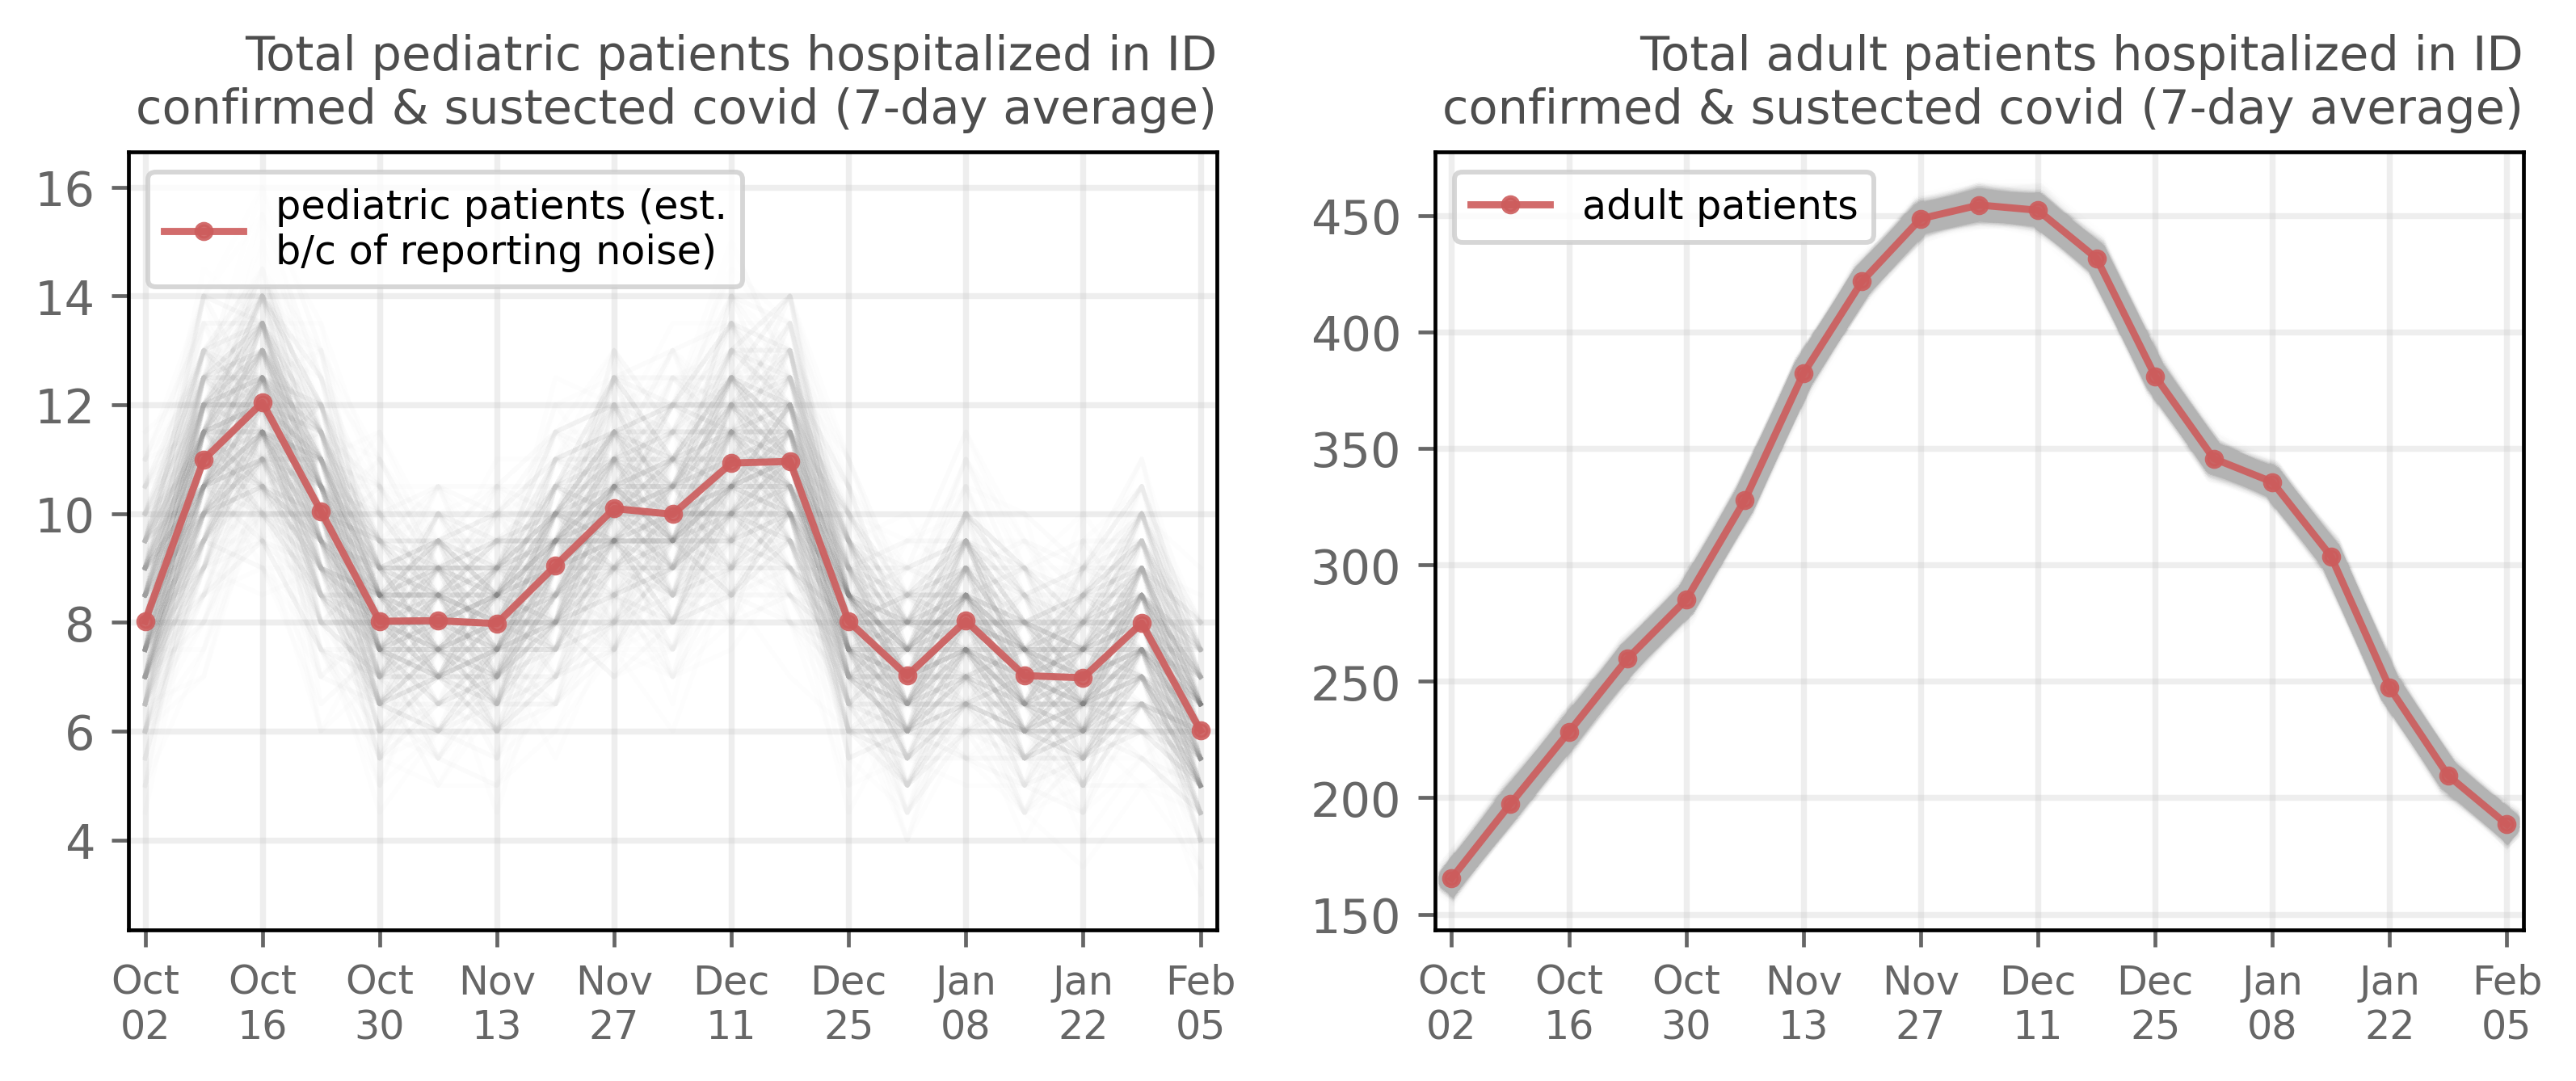 Total pediatric patients hospitalized in ID
confirmed & sustected covid (7-day average)
pediatric patients (est.
b/c of reporting noise)
16
14
12
10
8
6
4
Oct Oct Oct Nov Nov Dec Dec Jan Jan Feb
02 16 30 13 27 11 25 08 22 05
Total adult patients hospitalized in ID
confirmed & sustected covid (7-day average)
adult patients
450
400
350
300
250
200
150
Oct Oct Oct Nov Nov Dec Dec Jan Jan Feb
02 16 30 13 27 11 25 08 22 05